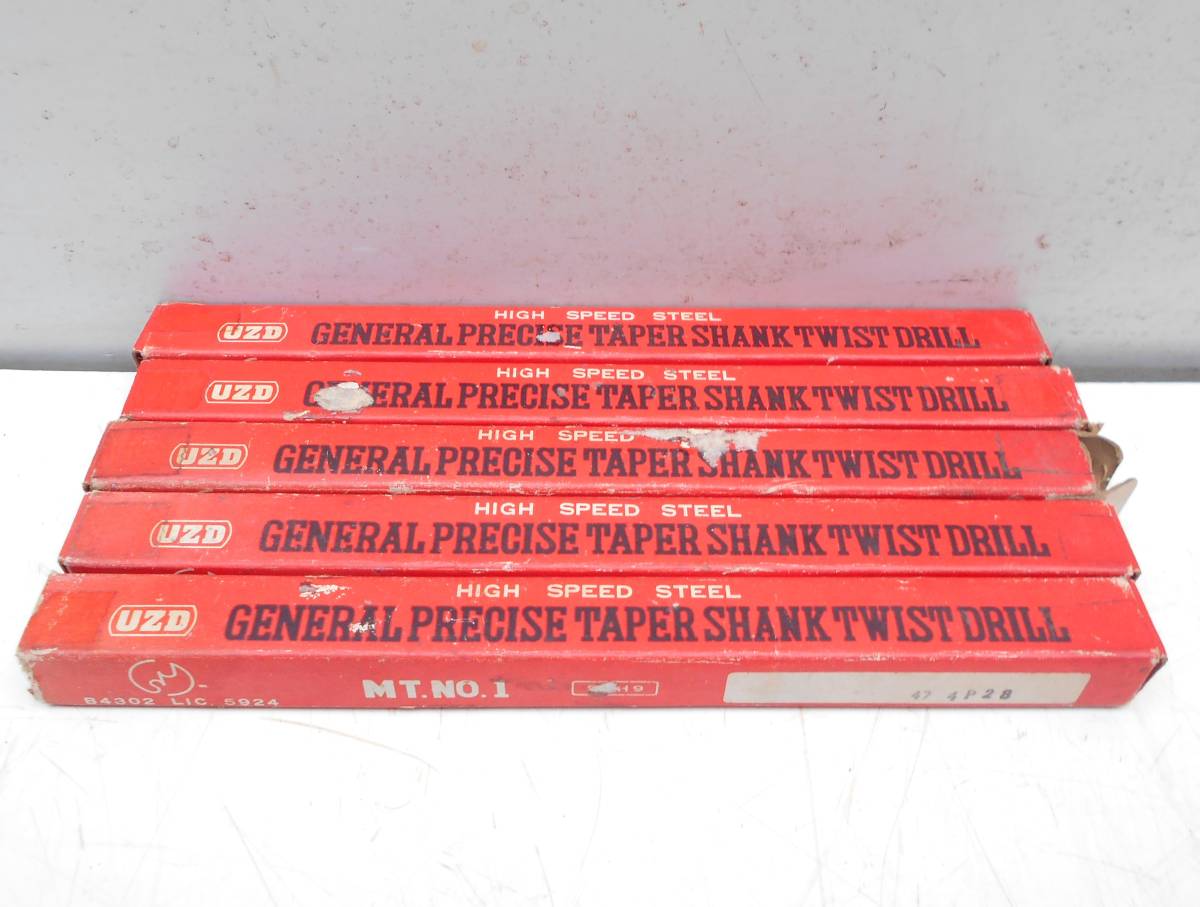 UZD
HIGH SPEED STEEL
GENERAL PRECISE TAPER SHANK TWIST DRILL
UZD
HIGH SPEED STEEL
GENERAL PRECISE TAPER SHANK TWIST DRILL
UZD
HIGH SPEED
GENERAL PRECISE TAPER SHANK TWIST DRILL
UZD
HIGH SPEED STEEL
GENERAL PRECISE TAPER SHANK TWIST DRILL
UZD
HIGH SPEED STEEL
GENERAL PRECISE TAPER SHANK TWIST DRILL
B4302 LIC. 5924
MT.NO.1
47 4P28